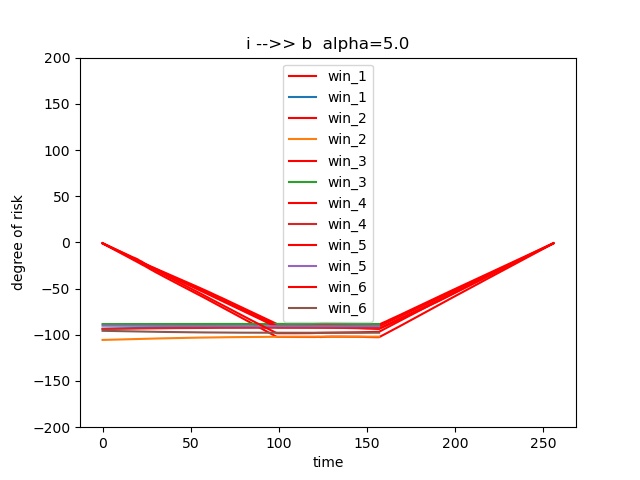 i -->> b  alpha=5.0
200
150
100
50
0
−50
−100
−150
−200
degree of risk
win_1
win_1
win_2
win_2
win_3
win_3
win_4
win_4
win_5
win_5
win_6
win_6
0 50 100 150 200 250
time